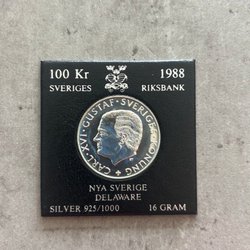 100 Kr 1988
SVERIGES RIKSBANK
CARL·XVI·GUSTAF·SVERIGES KONUNG
NYA SVERIGE
DELAWARE
SILVER 925/1000 16 GRAM